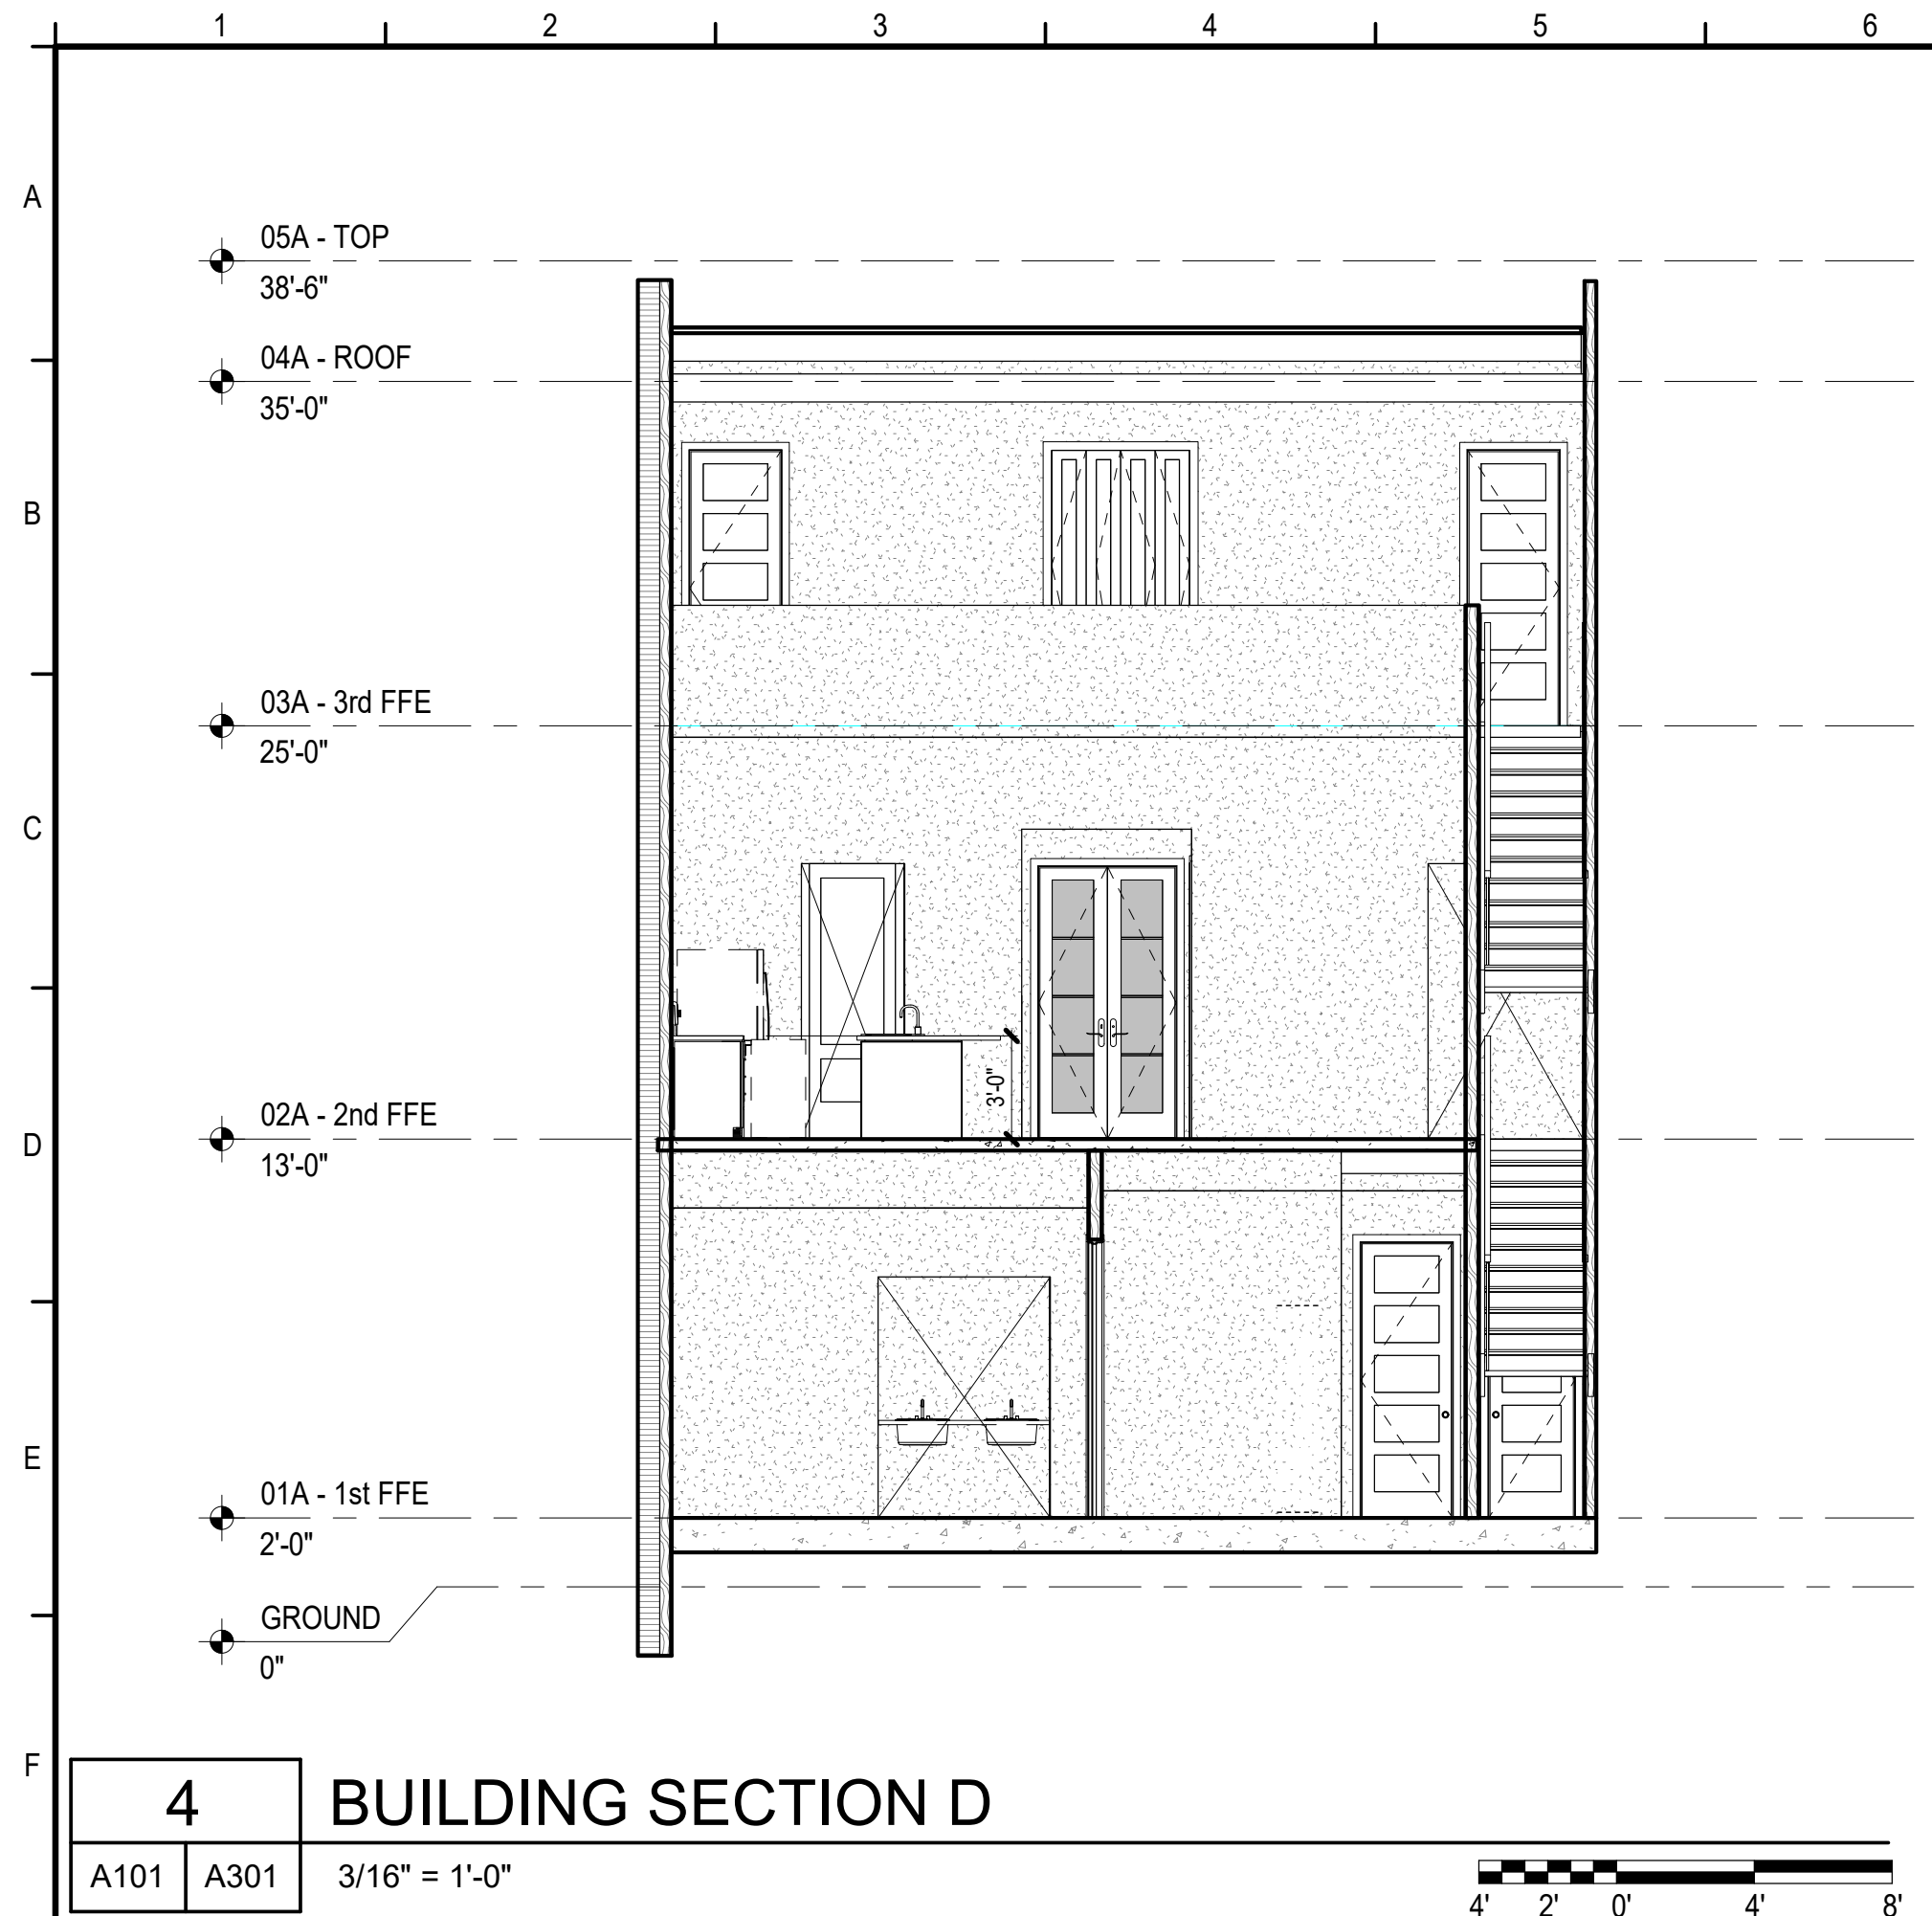 1 2 3 4 5 6
A
05A - TOP
38'-6"
04A - ROOF
35'-0"
B
03A - 3rd FFE
25'-0"
C
3'-0"
02A - 2nd FFE
D
13'-0"
E
01A - 1st FFE
2'-0"
GROUND
0"
F
4 BUILDING SECTION D
A101 A301 3/16" = 1'-0"
4' 2' 0' 4' 8'